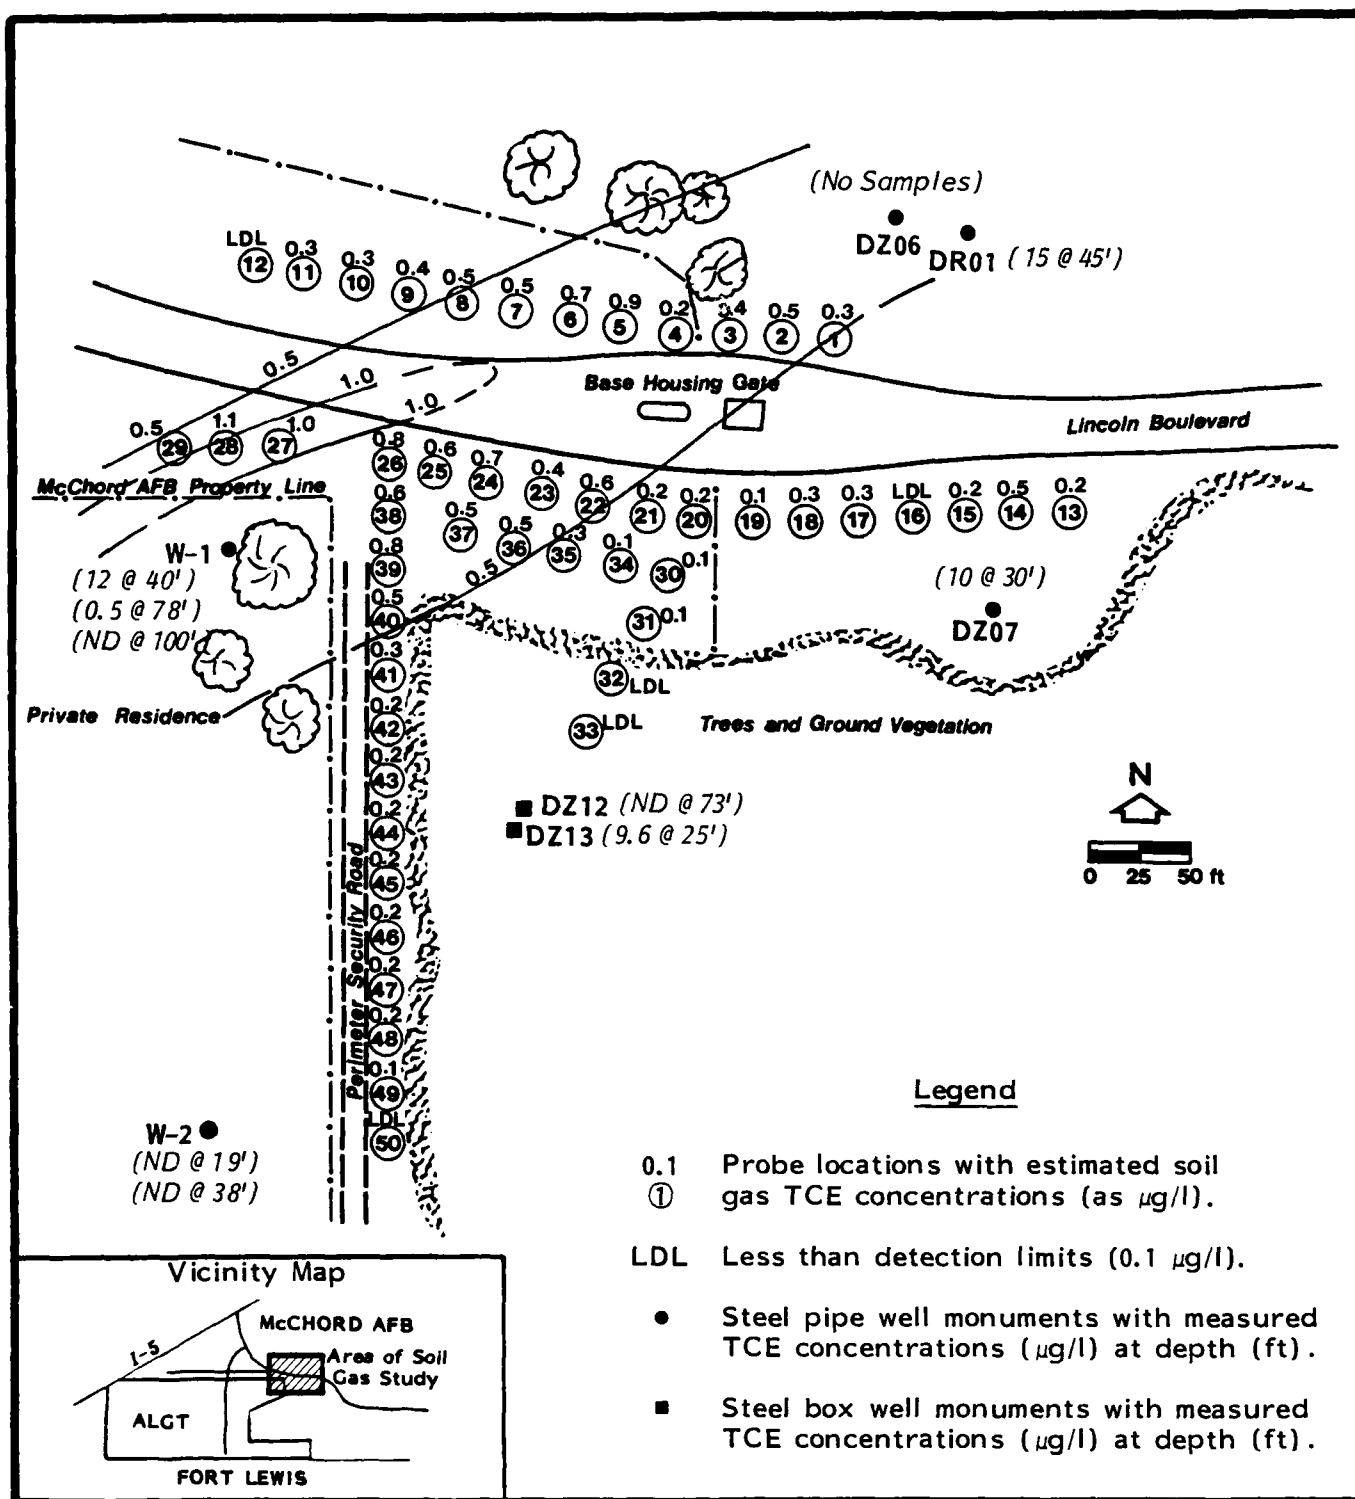 (No Samples)
DZ06
DR01 (15 @ 45')
LDL 0.3 0.3 0.4 0.5 0.5 0.7 0.9 0.2 0.4 0.5 0.3
12 11 10 9 8 7 6 5 4 3 2 1
0.5
1.0
1.0
Base Housing Gate
Lincoln Boulevard
0.5 1.1 1.0
29 28 27
McChord AFB Property Line
0.8 0.6 0.7 0.4 0.6 0.2 0.2 0.1 0.3 0.3 LDL 0.2 0.5 0.2
26 25 24 23 22 21 20 19 18 17 16 15 14 13
0.6 0.5 0.5 0.3 0.1
38 37 36 35 34
30 0.1
31 0.1
32 LDL
33 LDL
0.5
W-1
(12 @ 40')
(0.5 @ 78')
(ND @ 100'
(10 @ 30')
DZ07
0.8
39
0.5
40
0.3
41
0.2
42
0.2
43
0.2
44
0.2
45
0.2
46
0.2
47
0.2
48
0.1
49
LDL
50
Private Residence
Trees and Ground Vegetation
DZ12 (ND @ 73')
DZ13 (9.6 @ 25')
N
0 25 50 ft
Perimeter Security Road
W-2
(ND @ 19')
(ND @ 38')
Legend
0.1 Probe locations with estimated soil
1 gas TCE concentrations (as µg/l).
LDL Less than detection limits (0.1 µg/l).
Steel pipe well monuments with measured
TCE concentrations (µg/l) at depth (ft).
Steel box well monuments with measured
TCE concentrations (µg/l) at depth (ft).
Vicinity Map
McCHORD AFB
I-5
Area of Soil
Gas Study
ALGT
FORT LEWIS